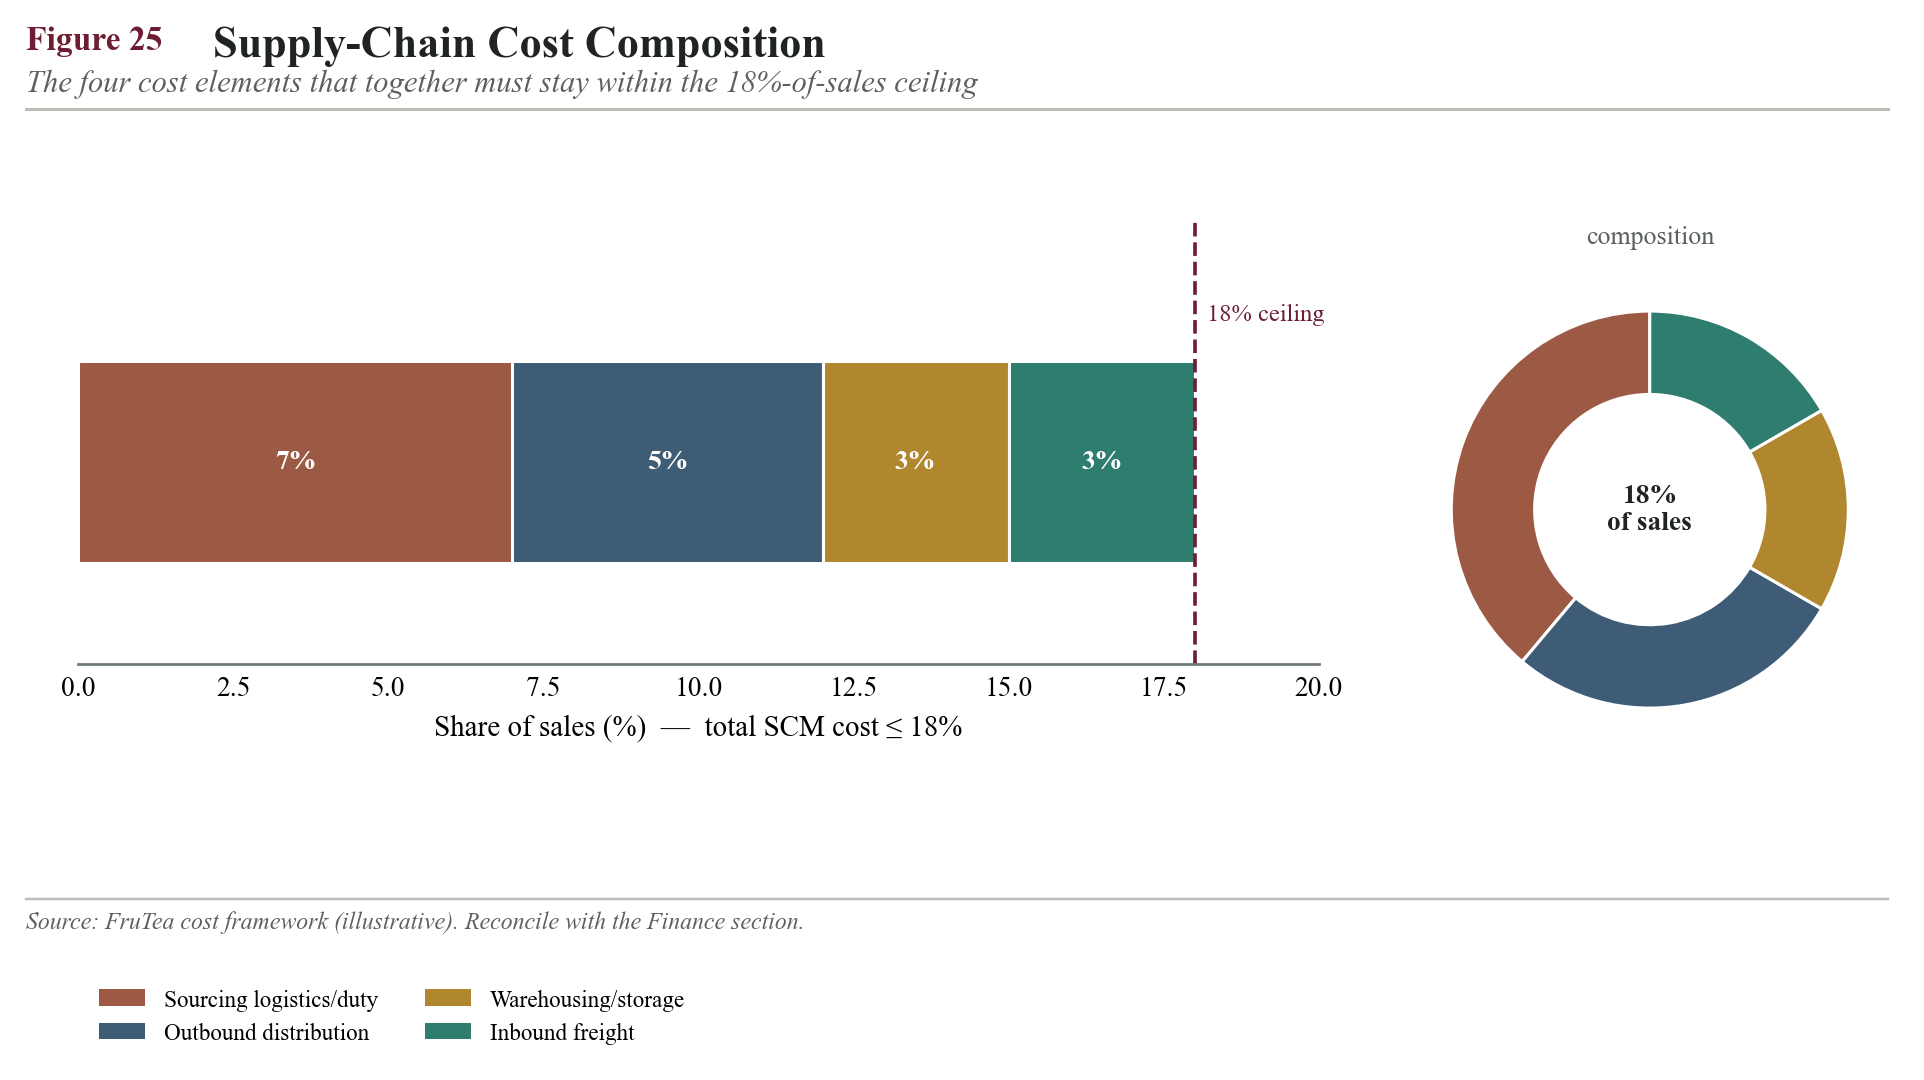 Figure 25 Supply-Chain Cost Composition
The four cost elements that together must stay within the 18%-of-sales ceiling
composition
18% ceiling
7% 5% 3% 3%
18%
of sales
0.0 2.5 5.0 7.5 10.0 12.5 15.0 17.5 20.0
Share of sales (%) — total SCM cost ≤ 18%
Source: FruTea cost framework (illustrative). Reconcile with the Finance section.
Sourcing logistics/duty Warehousing/storage
Outbound distribution Inbound freight